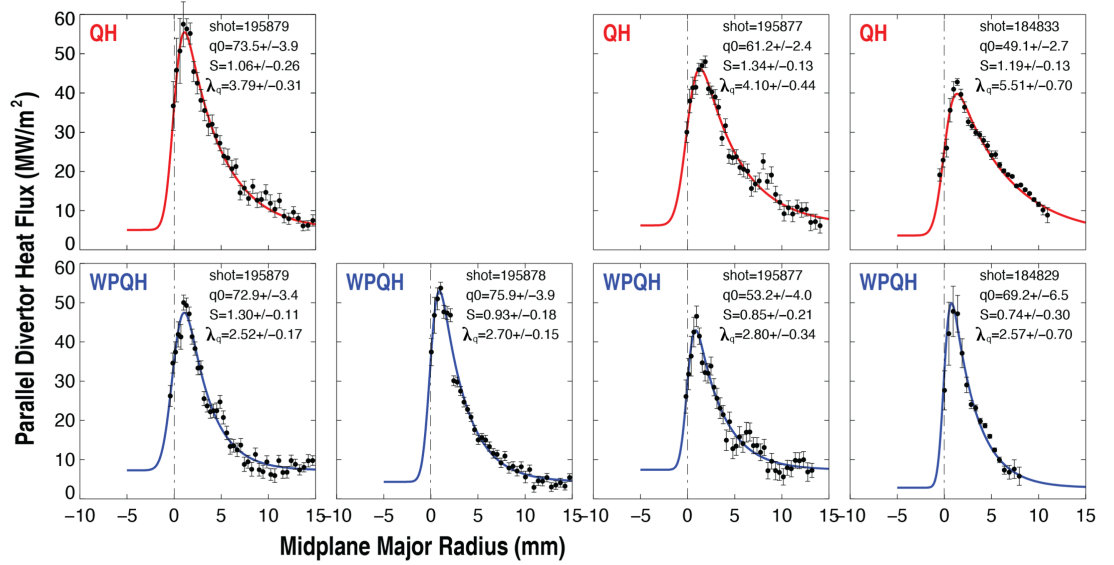 Parallel Divertor Heat Flux (MW/m²)
60
50
40
30
20
10
0
QH
shot=195879
q0=73.5+/−3.9
S=1.06+/−0.26
λq=3.79+/−0.31
QH
shot=195877
q0=61.2+/−2.4
S=1.34+/−0.13
λq=4.10+/−0.44
QH
shot=184833
q0=49.1+/−2.7
S=1.19+/−0.13
λq=5.51+/−0.70
60
50
40
30
20
10
0
WPQH
shot=195879
q0=72.9+/−3.4
S=1.30+/−0.11
λq=2.52+/−0.17
WPQH
shot=195878
q0=75.9+/−3.9
S=0.93+/−0.18
λq=2.70+/−0.15
WPQH
shot=195877
q0=53.2+/−4.0
S=0.85+/−0.21
λq=2.80+/−0.34
WPQH
shot=184829
q0=69.2+/−6.5
S=0.74+/−0.30
λq=2.57+/−0.70
−10 −5 0 5 10 15 −5 0 5 10 15 −10 −5 0 5 10 15−10 −5 0 5 10 15
Midplane Major Radius (mm)